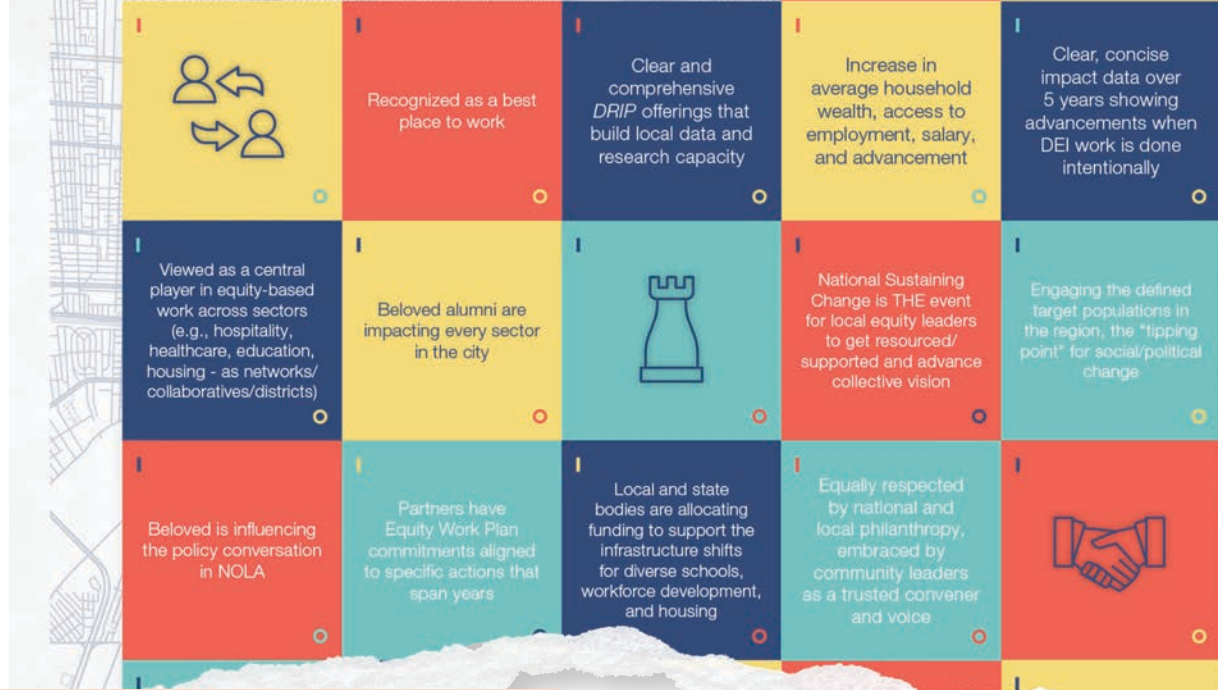 Recognized as a best
place to work
Clear and
comprehensive
DRIP offerings that
build local data and
research capacity
Increase in
average household
wealth, access to
employment, salary,
and advancement
Clear, concise
impact data over
5 years showing
advancements when
DEI work is done
intentionally
Viewed as a central
player in equity-based
work across sectors
(e.g., hospitality,
healthcare, education,
housing - as networks/
collaboratives/districts)
Beloved alumni are
impacting every sector
in the city
National Sustaining
Change is THE event
for local equity leaders
to get resourced/
supported and advance
collective vision
Engaging the defined
target populations in
the region, the "tipping
point" for social/political
change
Beloved is influencing
the policy conversation
in NOLA
Partners have
Equity Work Plan
commitments aligned
to specific actions that
span years
Local and state
bodies are allocating
funding to support the
infrastructure shifts
for diverse schools,
workforce development,
and housing
Equally respected
by national and
local philanthropy,
embraced by
community leaders
as a trusted convener
and voice